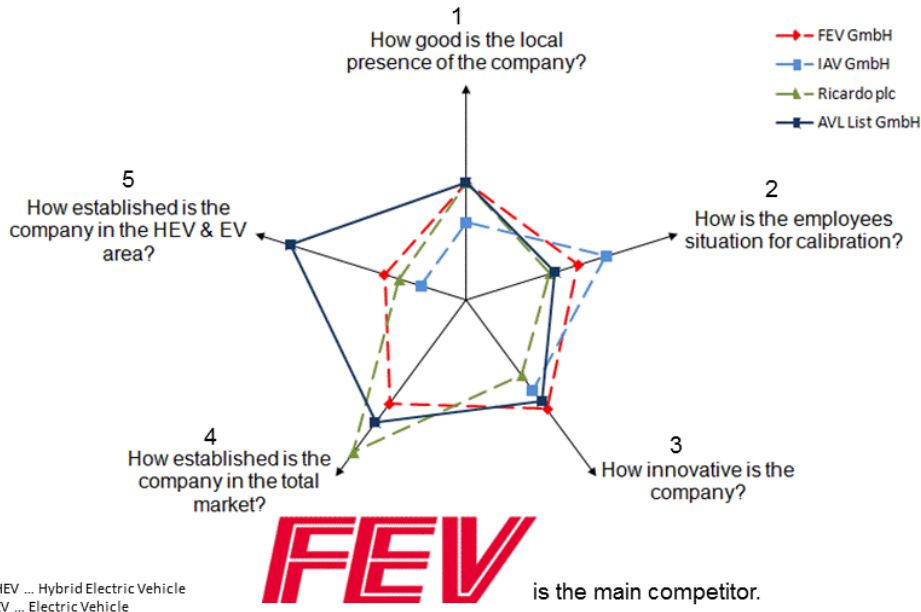 1
How good is the local
presence of the company?
FEV GmbH
IAV GmbH
Ricardo plc
AVL List GmbH
5
How established is the
company in the HEV & EV
area?
2
How is the employees
situation for calibration?
4
How established is the
company in the total
market?
3
How innovative is the
company?
FEV is the main competitor.
HEV ... Hybrid Electric Vehicle
EV ... Electric Vehicle